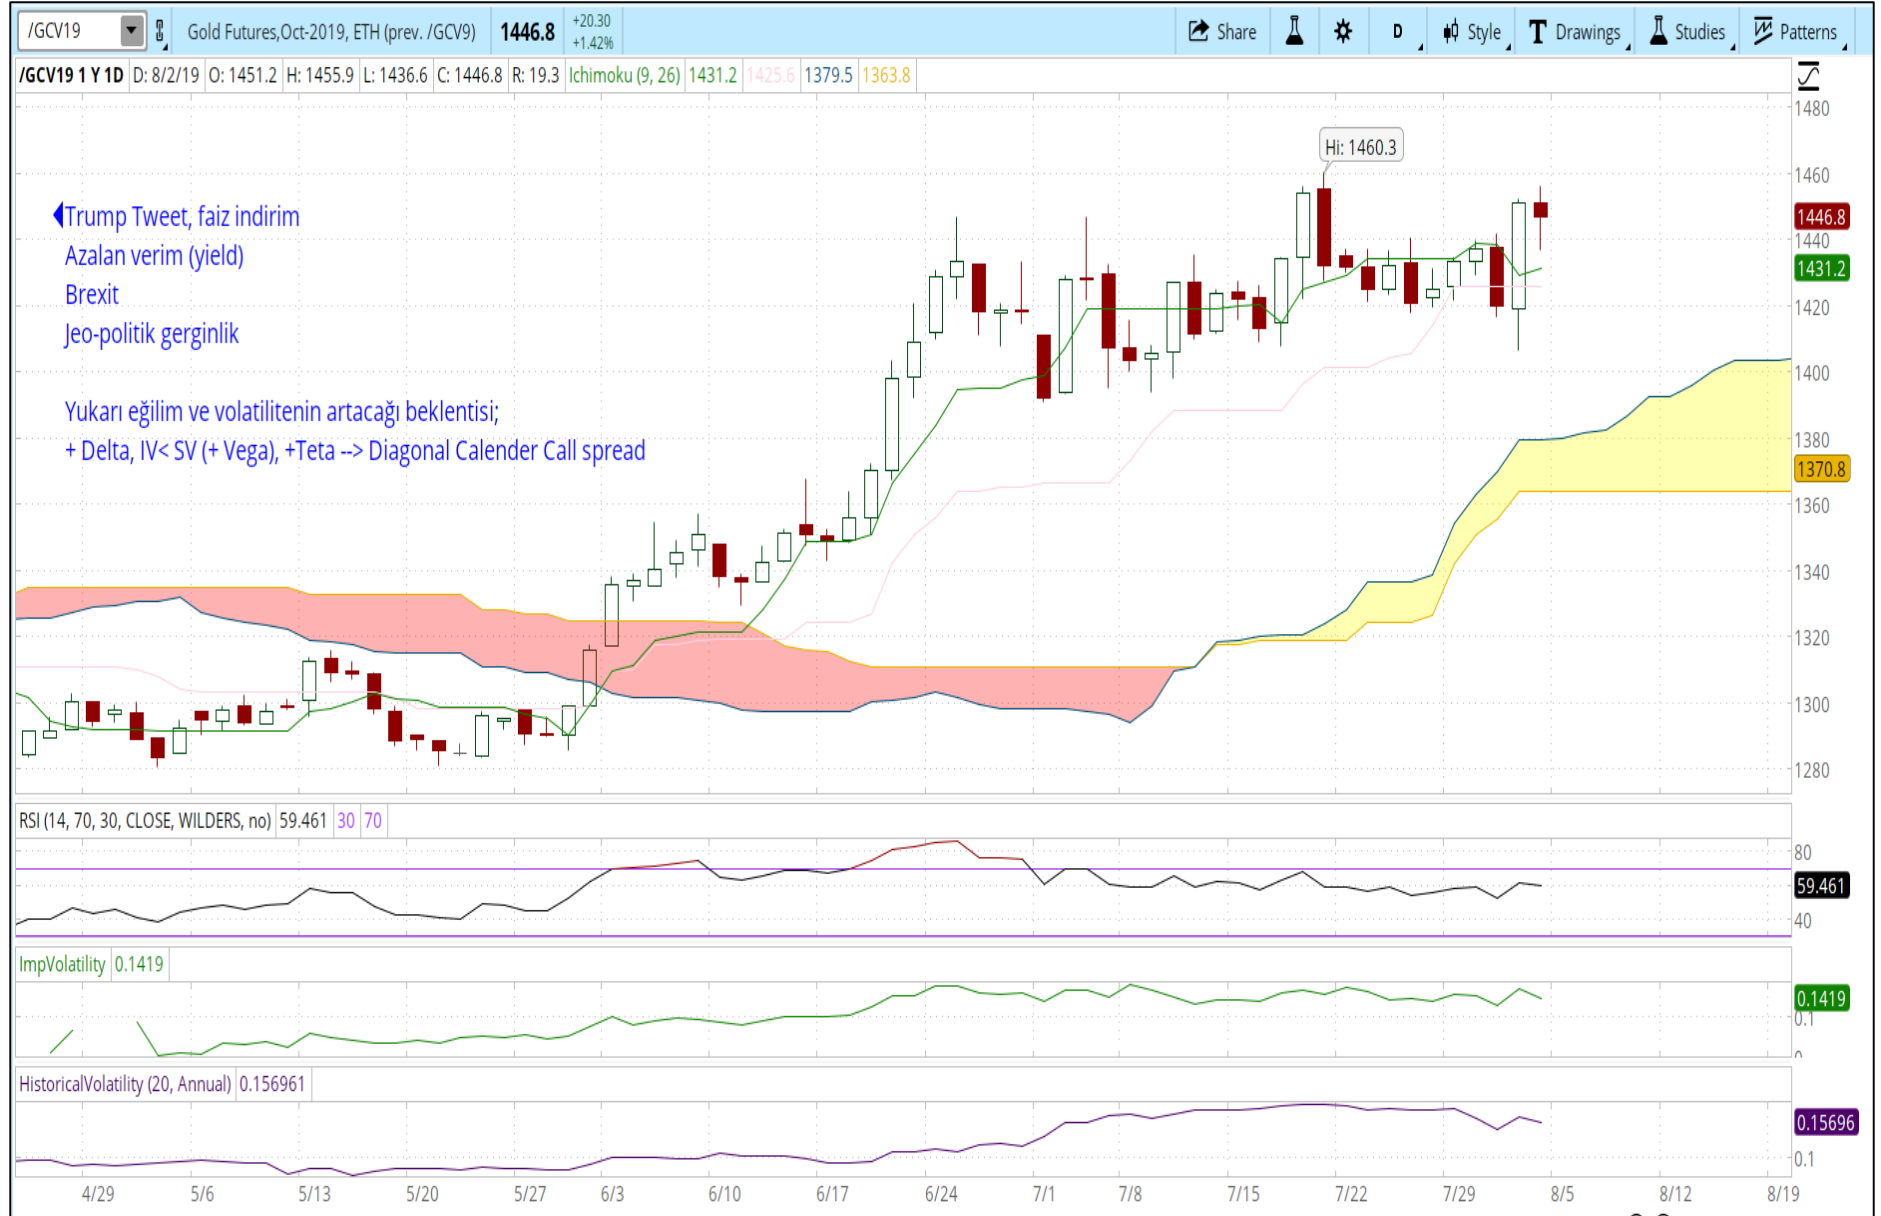 /GCV19
Gold Futures,Oct-2019, ETH (prev. /GCV9)
1446.8
+20.30
+1.42%
Share
D
Style
Drawings
Studies
Patterns
/GCV19 1 Y 1D D: 8/2/19 O: 1451.2 H: 1455.9 L: 1436.6 C: 1446.8 R: 19.3 Ichimoku (9, 26) 1431.2 1425.6 1379.5 1363.8
Hi: 1460.3
Trump Tweet, faiz indirim
Azalan verim (yield)
Brexit
Jeo-politik gerginlik
Yukarı eğilim ve volatilitenin artacağı beklentisi;
+ Delta, IV< SV (+ Vega), +Teta --> Diagonal Calender Call spread
1480
1460
1446.8
1440
1431.2
1420
1400
1380
1370.8
1360
1340
1320
1300
1280
RSI (14, 70, 30, CLOSE, WILDERS, no) 59.461 30 70
80
59.461
40
ImpVolatility 0.1419
0.1419
0.1
0
HistoricalVolatility (20, Annual) 0.156961
0.15696
0.1
4/29 5/6 5/13 5/20 5/27 6/3 6/10 6/17 6/24 7/1 7/8 7/15 7/22 7/29 8/5 8/12 8/19